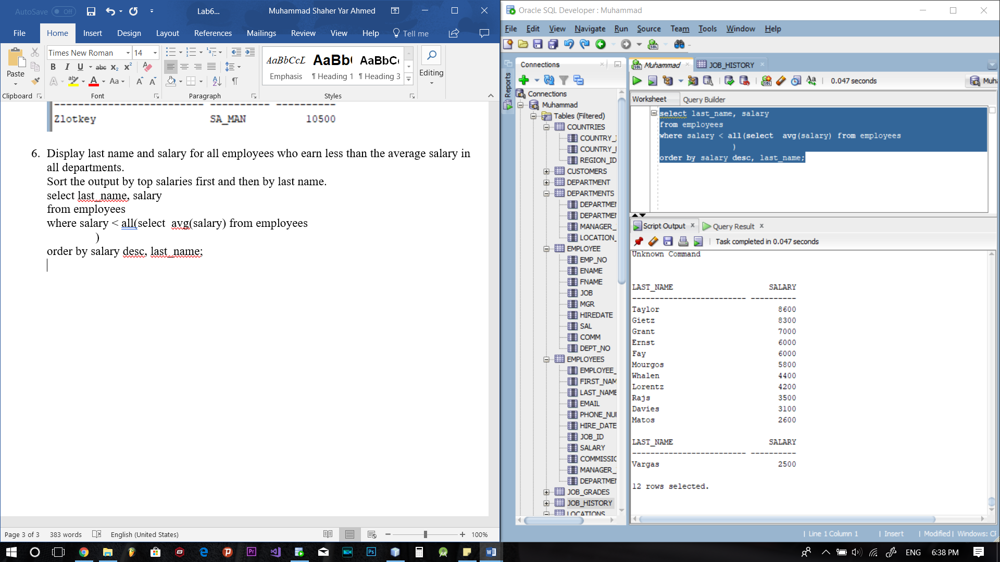 AutoSave Off Lab6... Muhammad Shaher Yar Ahmed
File Home Insert Design Layout References Mailings Review View Help Tell me
Times New Roman 14
Paste
B I U abc x₂ x²
Aa A A
AaBbCcL AaBb( AaBbC(
Emphasis ¶ Heading 1 ¶ Heading 3
Editing
Clipboard Font Paragraph Styles
Zlotkey SA_MAN 10500
6. Display last name and salary for all employees who earn less than the average salary in
all departments.
Sort the output by top salaries first and then by last name.
select last_name, salary
from employees
where salary < all(select  avg(salary) from employees
)
order by salary desc, last_name;
Page 3 of 3 383 words English (United States) 100%
Oracle SQL Developer : Muhammad
File Edit View Navigate Run Source Team Tools Window Help
Reports
Connections
Connections
Muhammad
Tables (Filtered)
COUNTRIES
COUNTRY_
COUNTRY_
REGION_ID
CUSTOMERS
DEPARTMENT
DEPARTMENTS
DEPARTMEN
DEPARTMEN
MANAGER_
LOCATION_
EMPLOYEE
EMP_NO
ENAME
FNAME
JOB
MGR
HIREDATE
SAL
COMM
DEPT_NO
EMPLOYEES
EMPLOYEE_
FIRST_NAM
LAST_NAME
EMAIL
PHONE_NU
HIRE_DATE
JOB_ID
SALARY
COMMISSIO
MANAGER_
DEPARTMEN
JOB_GRADES
JOB_HISTORY
LOCATIONS
Muhammad JOB_HISTORY
0.047 seconds Muh
Worksheet Query Builder
select last_name, salary
from employees
where salary < all(select  avg(salary) from employees
)
order by salary desc, last_name;
Script Output x Query Result x
Task completed in 0.047 seconds
Unknown Command
LAST_NAME SALARY
------------------------- ----------
Taylor 8600
Gietz 8300
Grant 7000
Ernst 6000
Fay 6000
Mourgos 5800
Whalen 4400
Lorentz 4200
Rajs 3500
Davies 3100
Matos 2600
LAST_NAME SALARY
------------------------- ----------
Vargas 2500
12 rows selected.
| Line 1 Column 1 | Insert | Modified | Windows: CF
ENG 6:38 PM